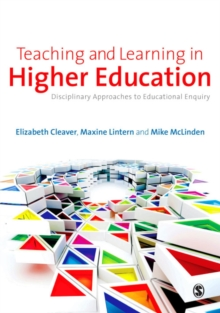 Teaching and Learning in
Higher Education
Disciplinary Approaches to Educational Enquiry
Elizabeth Cleaver, Maxine Lintern and Mike McLinden
SAGE